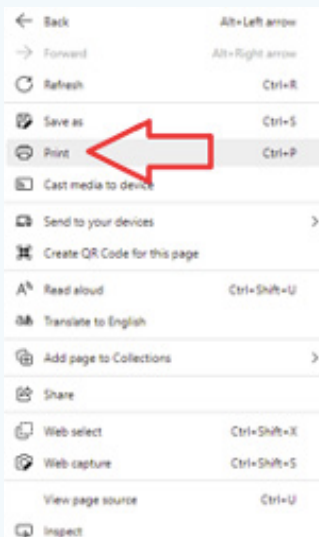 Back Alt+Left arrow
Forward Alt+Right arrow
Refresh Ctrl+R
Save as Ctrl+S
Print Ctrl+P
Cast media to device
Send to your devices
Create QR Code for this page
Read aloud Ctrl+Shift+U
Translate to English
Add page to Collections
Share
Web select Ctrl+Shift+X
Web capture Ctrl+Shift+S
View page source Ctrl+U
Inspect